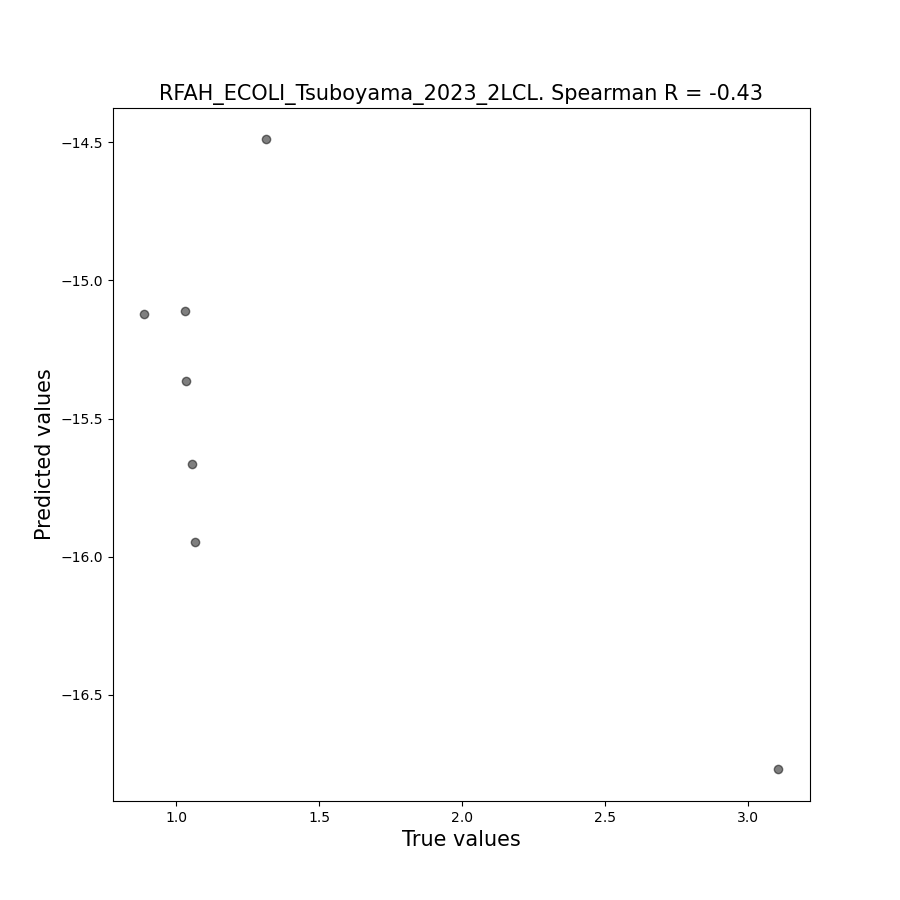 RFAH_ECOLI_Tsuboyama_2023_2LCL. Spearman R = -0.43
−14.5
−15.0
−15.5
−16.0
−16.5
Predicted values
1.0 1.5 2.0 2.5 3.0
True values